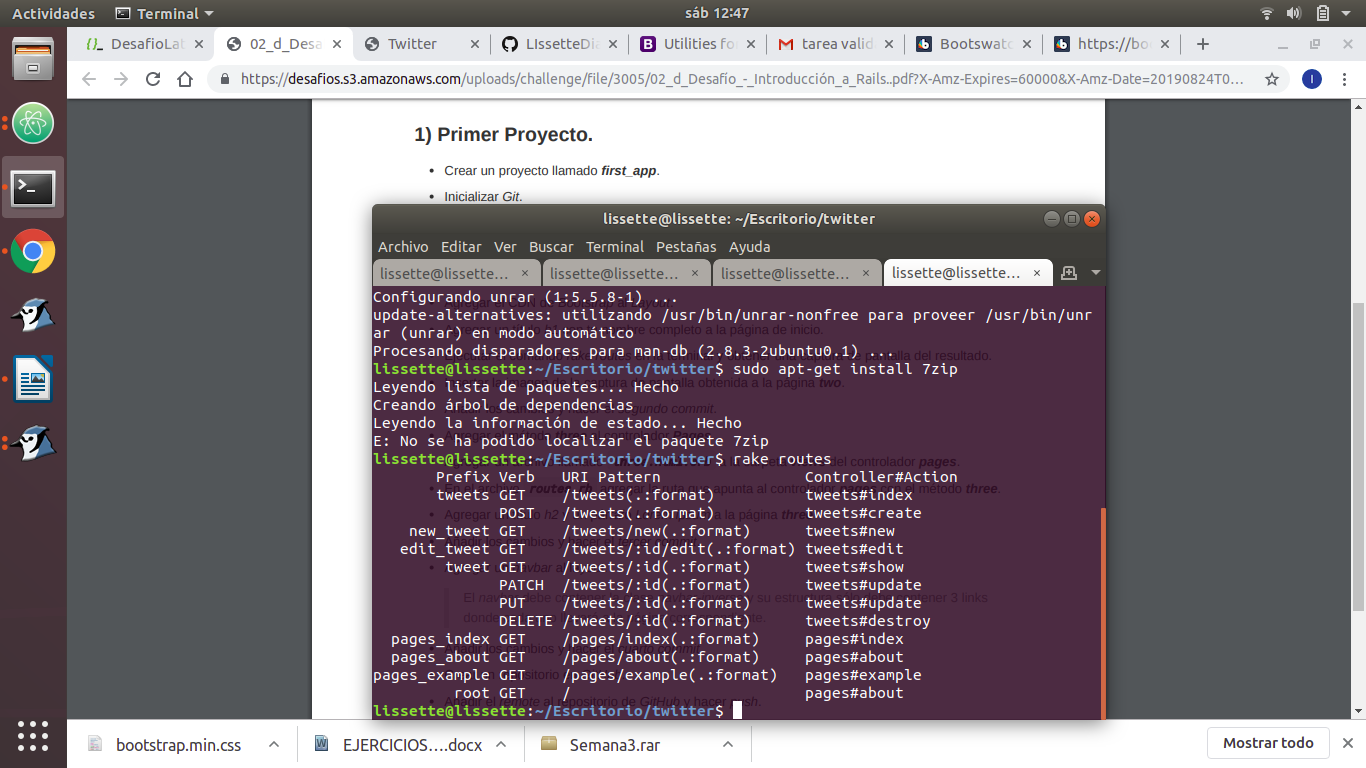 Actividades Terminal sáb 12:47
DesafioLat 02_d_Desa Twitter LIssetteDia Utilities for tarea valid Bootswatc https://boo
https://desafios.s3.amazonaws.com/uploads/challenge/file/3005/02_d_Desafío_-_Introducción_a_Rails..pdf?X-Amz-Expires=60000&X-Amz-Date=20190824T0… I
1) Primer Proyecto.
• Crear un proyecto llamado first_app.
• Inicializar Git.
lissette@lissette: ~/Escritorio/twitter
Archivo Editar Ver Buscar Terminal Pestañas Ayuda
lissette@lissette... × lissette@lissette... × lissette@lissette... × lissette@lissette... ×
Configurando unrar (1:5.5.8-1) ...
update-alternatives: utilizando /usr/bin/unrar-nonfree para proveer /usr/bin/unr
ar (unrar) en modo automático
Procesando disparadores para man-db (2.8.3-2ubuntu0.1) ...
lissette@lissette:~/Escritorio/twitter$ sudo apt-get install 7zip
Leyendo lista de paquetes... Hecho
Creando árbol de dependencias
Leyendo la información de estado... Hecho
E: No se ha podido localizar el paquete 7zip
lissette@lissette:~/Escritorio/twitter$ rake routes
Prefix Verb URI Pattern Controller#Action
tweets GET /tweets(.:format) tweets#index
POST /tweets(.:format) tweets#create
new_tweet GET /tweets/new(.:format) tweets#new
edit_tweet GET /tweets/:id/edit(.:format) tweets#edit
tweet GET /tweets/:id(.:format) tweets#show
PATCH /tweets/:id(.:format) tweets#update
PUT /tweets/:id(.:format) tweets#update
DELETE /tweets/:id(.:format) tweets#destroy
pages_index GET /pages/index(.:format) pages#index
pages_about GET /pages/about(.:format) pages#about
pages_example GET /pages/example(.:format) pages#example
root GET / pages#about
lissette@lissette:~/Escritorio/twitter$
bootstrap.min.css EJERCICIOS....docx Semana3.rar Mostrar todo